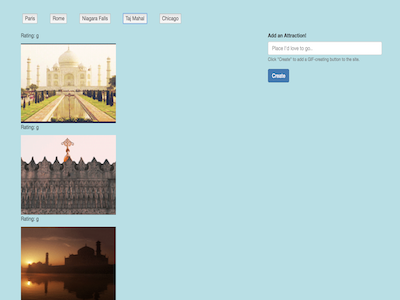 Paris Rome Niagara Falls Taj Mahal Chicago
Rating: g
Add an Attraction!
Place I'd love to go..
Click "Create" to add a GIF-creating button to the site.
Create
Rating: g
Rating: g